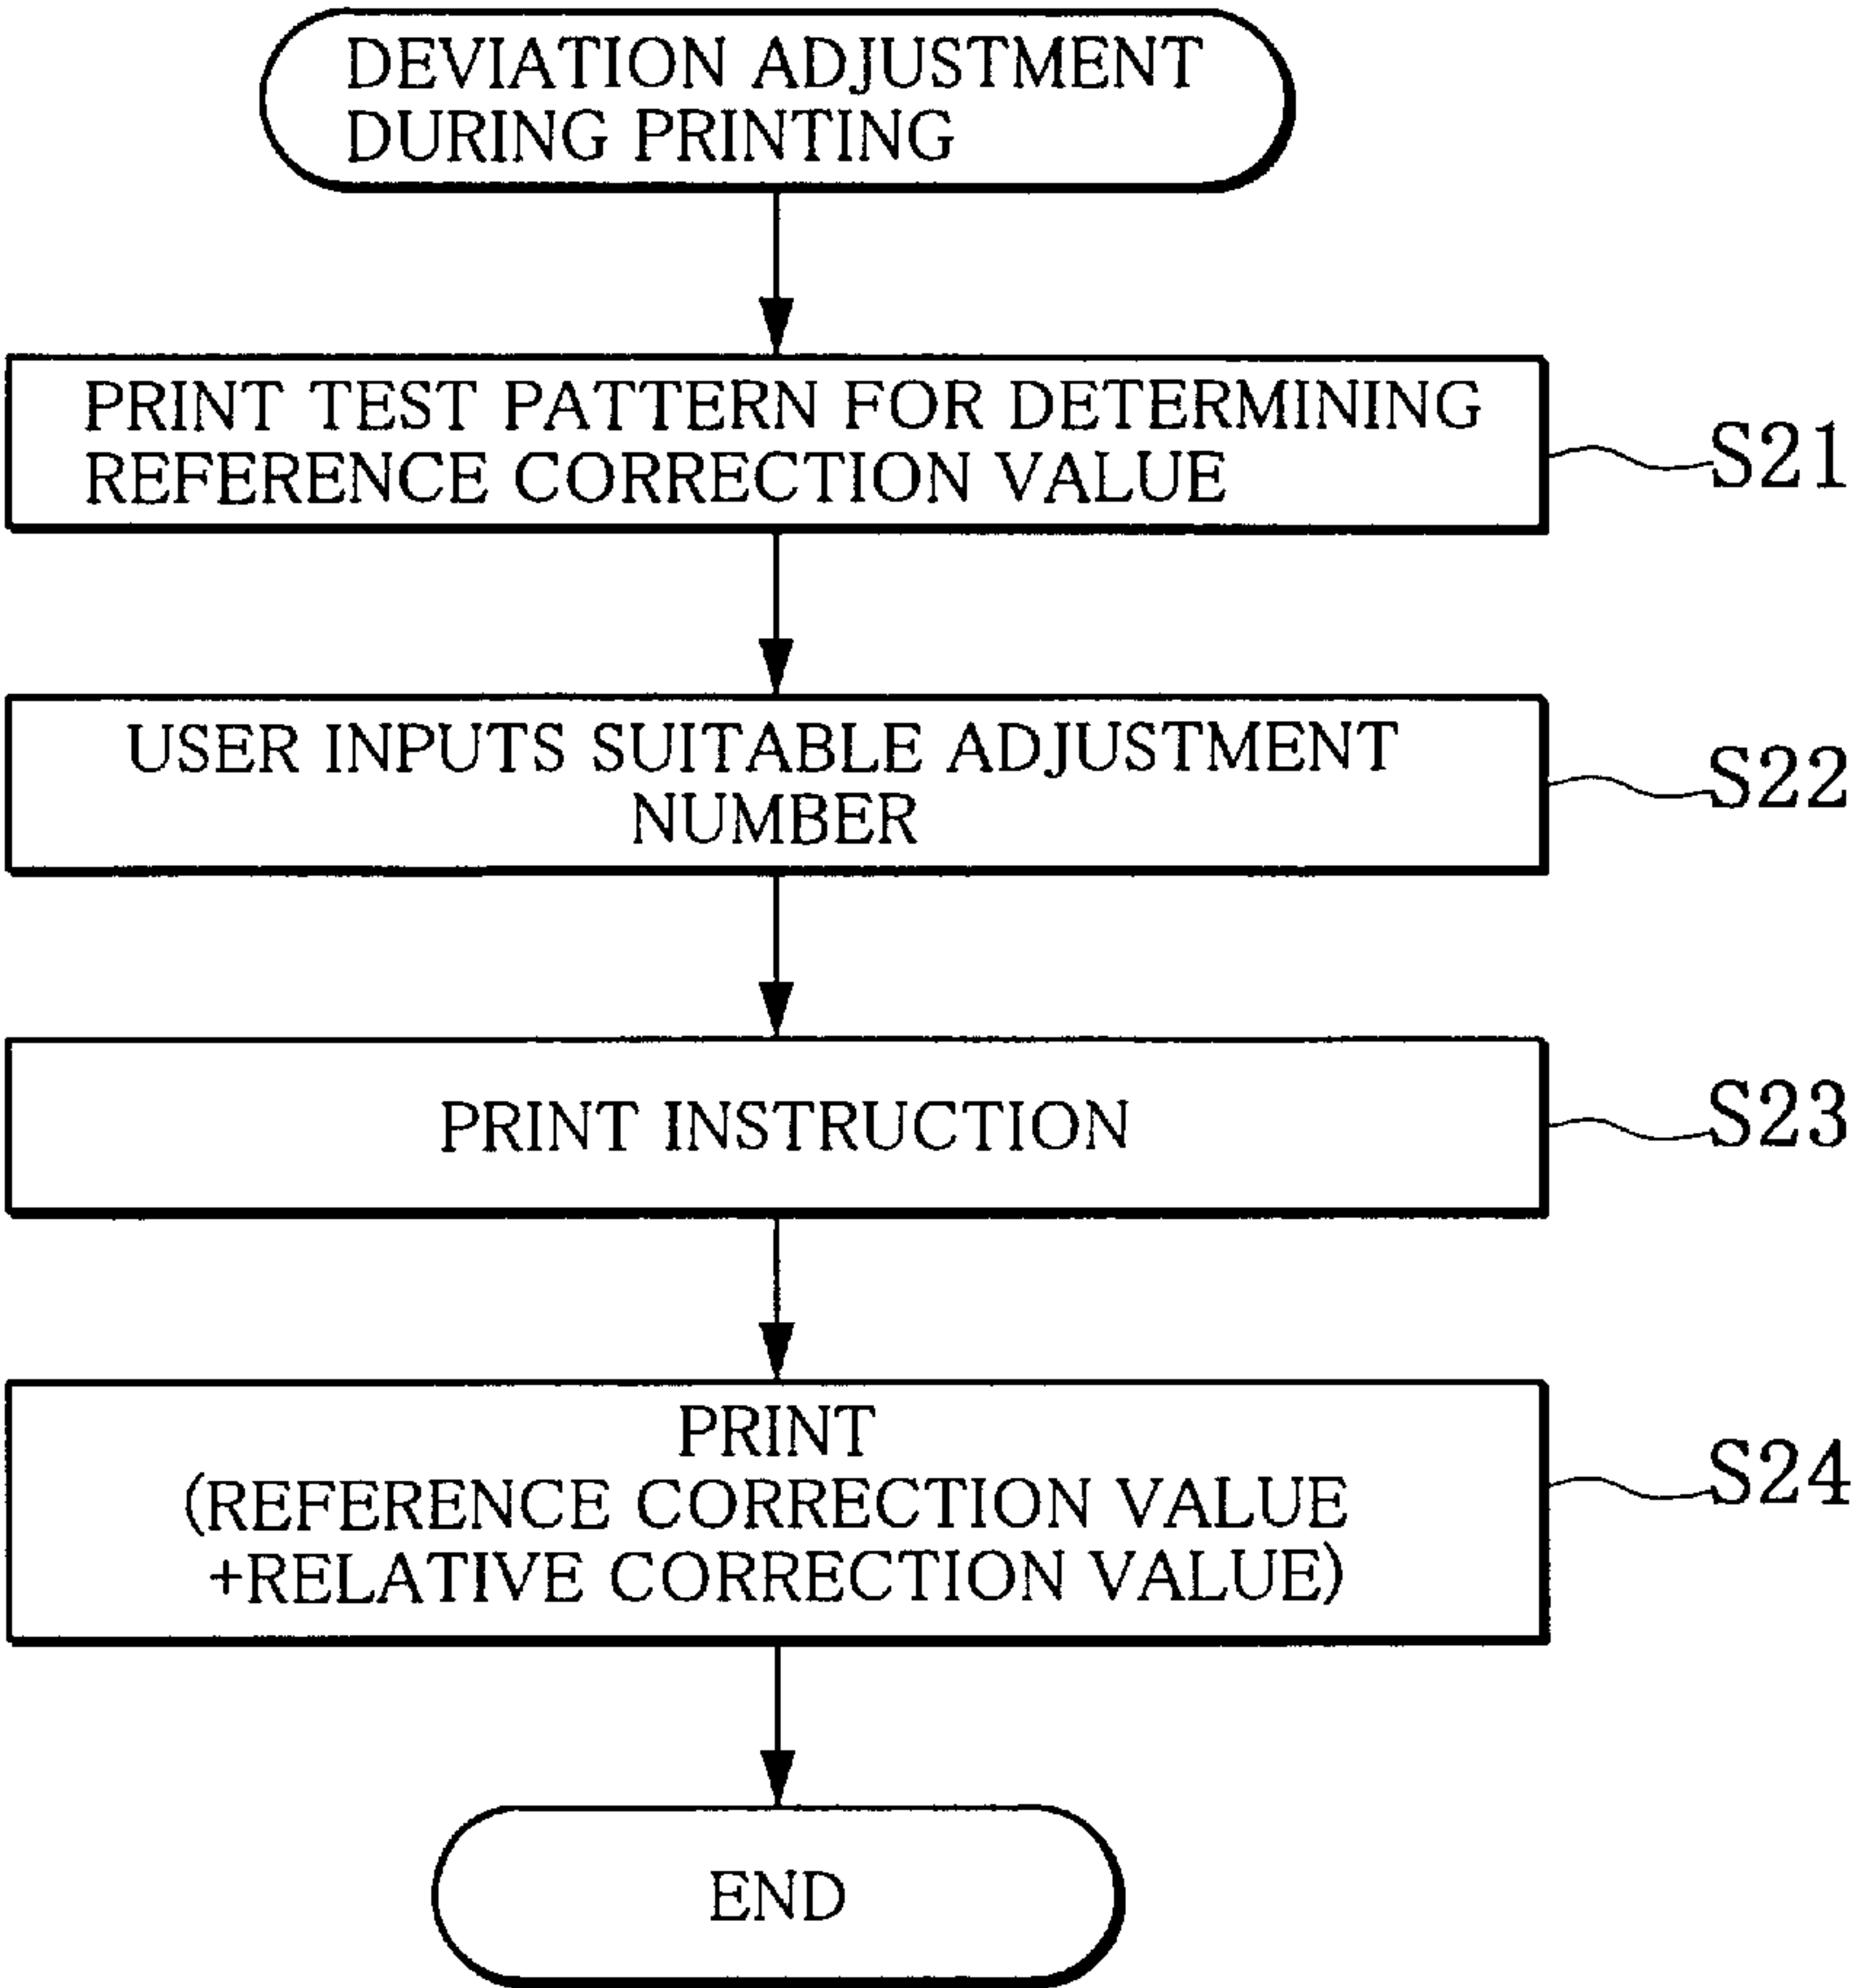 DEVIATION ADJUSTMENT
DURING PRINTING
PRINT TEST PATTERN FOR DETERMINING
REFERENCE CORRECTION VALUE
S21
USER INPUTS SUITABLE ADJUSTMENT
NUMBER
S22
PRINT INSTRUCTION
S23
PRINT
(REFERENCE CORRECTION VALUE
+RELATIVE CORRECTION VALUE)
S24
END